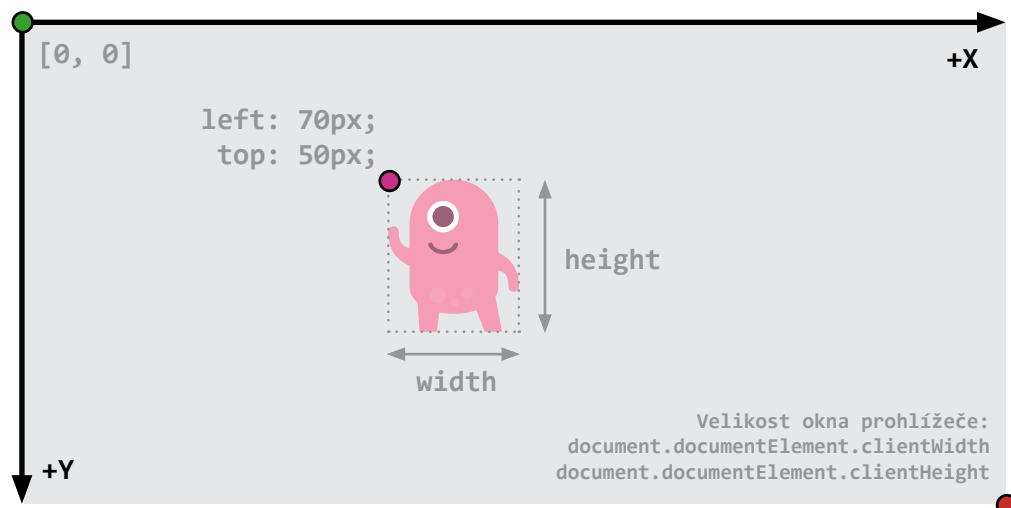 [0, 0]
+X
left: 70px;
top: 50px;
height
width
Velikost okna prohlížeče:
document.documentElement.clientWidth
document.documentElement.clientHeight
+Y